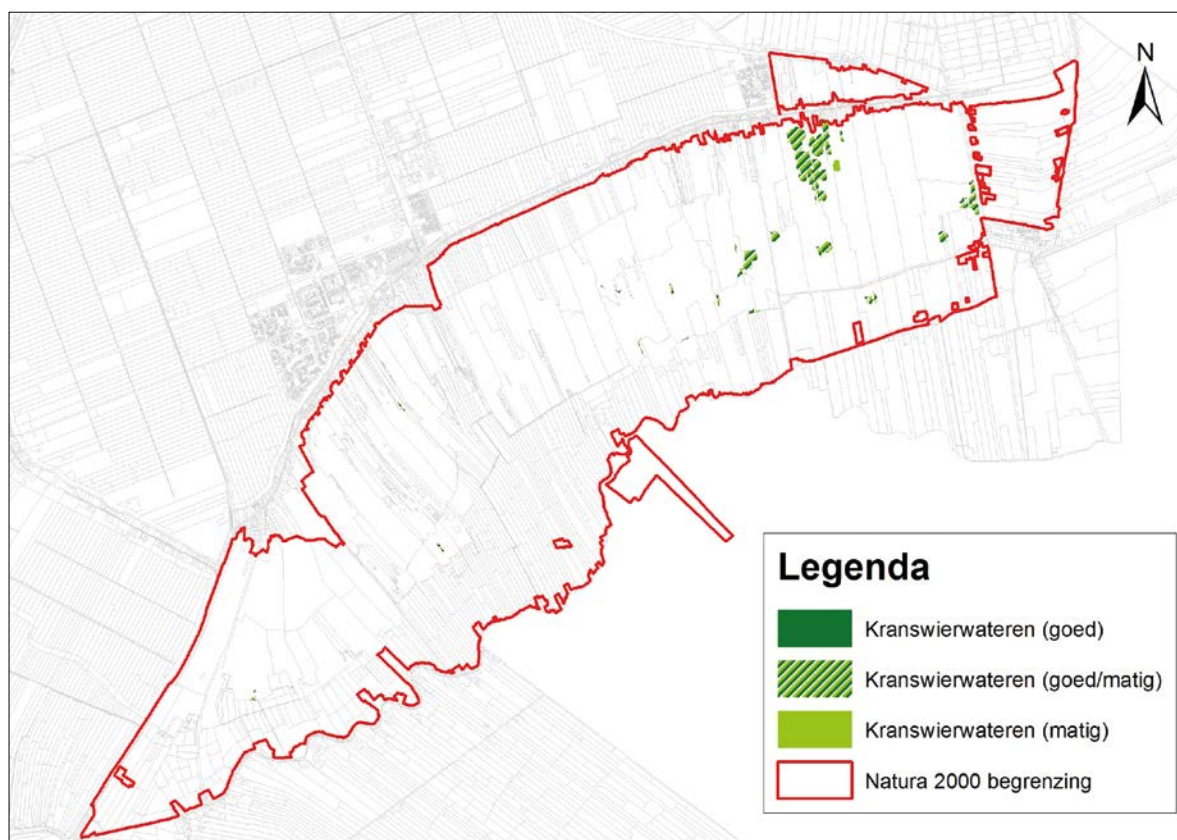 N
Legenda
Kranswierwateren (goed)
Kranswierwateren (goed/matig)
Kranswierwateren (matig)
Natura 2000 begrenzing